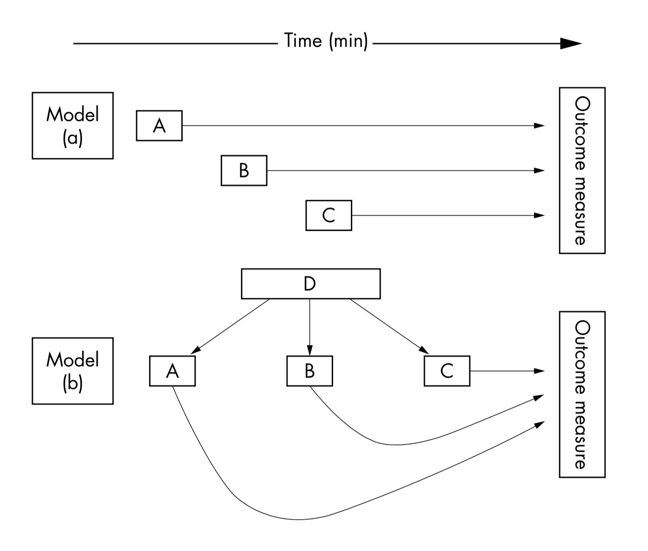 Time (min)
Model
(a)
A
B
C
Outcome measure
D
Model
(b)
A
B
C
Outcome measure